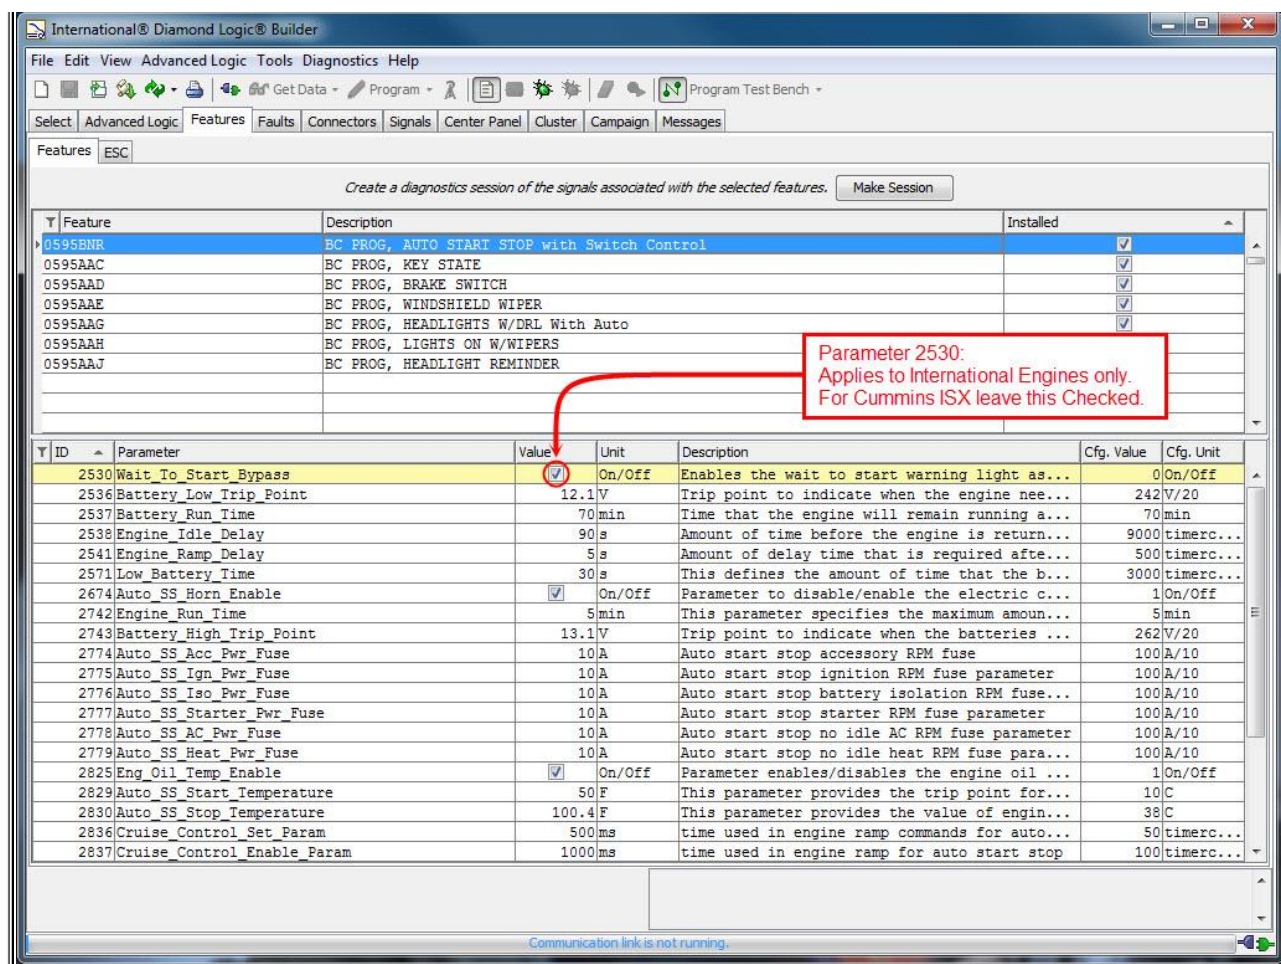 International® Diamond Logic® Builder
File Edit View Advanced Logic Tools Diagnostics Help
Get Data Program Program Test Bench
Select Advanced Logic Features Faults Connectors Signals Center Panel Cluster Campaign Messages
Features ESC
Create a diagnostics session of the signals associated with the selected features. Make Session
Feature Description Installed
0595BNR BC PROG, AUTO START STOP with Switch Control
0595AAC BC PROG, KEY STATE
0595AAD BC PROG, BRAKE SWITCH
0595AAE BC PROG, WINDSHIELD WIPER
0595AAG BC PROG, HEADLIGHTS W/DRL With Auto
0595AAH BC PROG, LIGHTS ON W/WIPERS
0595AAJ BC PROG, HEADLIGHT REMINDER
Parameter 2530:
Applies to International Engines only.
For Cummins ISX leave this Checked.
ID Parameter Value Unit Description Cfg. Value Cfg. Unit
2530 Wait_To_Start_Bypass On/Off Enables the wait to start warning light as... 0 On/Off
2536 Battery_Low_Trip_Point 12.1 V Trip point to indicate when the engine nee... 242 V/20
2537 Battery_Run_Time 70 min Time that the engine will remain running a... 70 min
2538 Engine_Idle_Delay 90 s Amount of time before the engine is return... 9000 timerc...
2541 Engine_Ramp_Delay 5 s Amount of delay time that is required afte... 500 timerc...
2571 Low_Battery_Time 30 s This defines the amount of time that the b... 3000 timerc...
2674 Auto_SS_Horn_Enable On/Off Parameter to disable/enable the electric c... 1 On/Off
2742 Engine_Run_Time 5 min This parameter specifies the maximum amoun... 5 min
2743 Battery_High_Trip_Point 13.1 V Trip point to indicate when the batteries ... 262 V/20
2774 Auto_SS_Acc_Pwr_Fuse 10 A Auto start stop accessory RPM fuse 100 A/10
2775 Auto_SS_Ign_Pwr_Fuse 10 A Auto start stop ignition RPM fuse parameter 100 A/10
2776 Auto_SS_Iso_Pwr_Fuse 10 A Auto start stop battery isolation RPM fuse... 100 A/10
2777 Auto_SS_Starter_Pwr_Fuse 10 A Auto start stop starter RPM fuse parameter 100 A/10
2778 Auto_SS_AC_Pwr_Fuse 10 A Auto start stop no idle AC RPM fuse parameter 100 A/10
2779 Auto_SS_Heat_Pwr_Fuse 10 A Auto start stop no idle heat RPM fuse para... 100 A/10
2825 Eng_Oil_Temp_Enable On/Off Parameter enables/disables the engine oil ... 1 On/Off
2829 Auto_SS_Start_Temperature 50 F This parameter provides the trip point for... 10 C
2830 Auto_SS_Stop_Temperature 100.4 F This parameter provides the value of engin... 38 C
2836 Cruise_Control_Set_Param 500 ms time used in engine ramp commands for auto... 50 timerc...
2837 Cruise_Control_Enable_Param 1000 ms time used in engine ramp for auto start stop 100 timerc...
Communication link is not running.